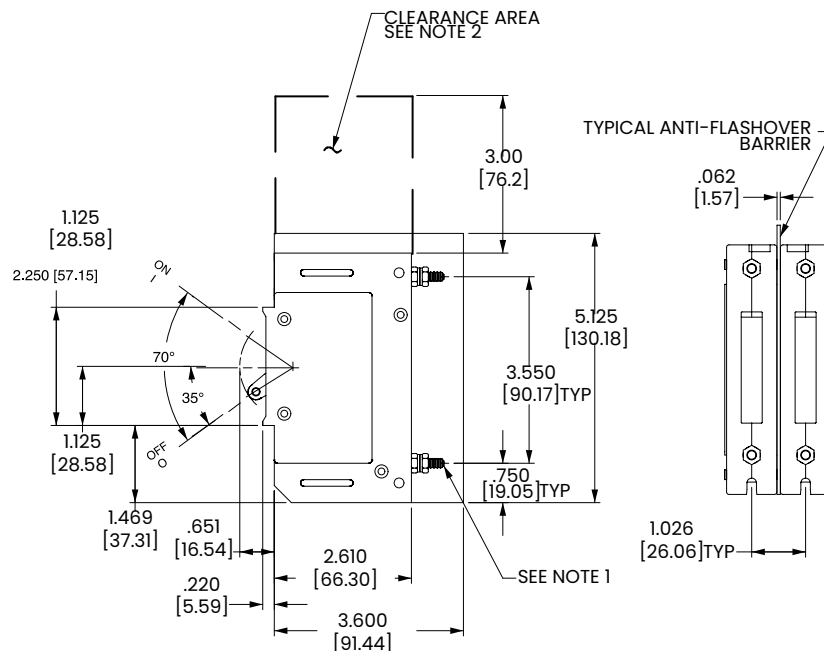 CLEARANCE AREA
SEE NOTE 2
TYPICAL ANTI-FLASHOVER
BARRIER
3.00
[76.2]
.062
[1.57]
1.125
[28.58]
2.250 [57.15]
ON
I
70°
35°
OFF
O
5.125
[130.18]
3.550
[90.17]TYP
1.125
[28.58]
.750
[19.05]TYP
1.469
[37.31]
.651
[16.54]
2.610
[66.30]
1.026
[26.06]TYP
SEE NOTE 1
.220
[5.59]
3.600
[91.44]